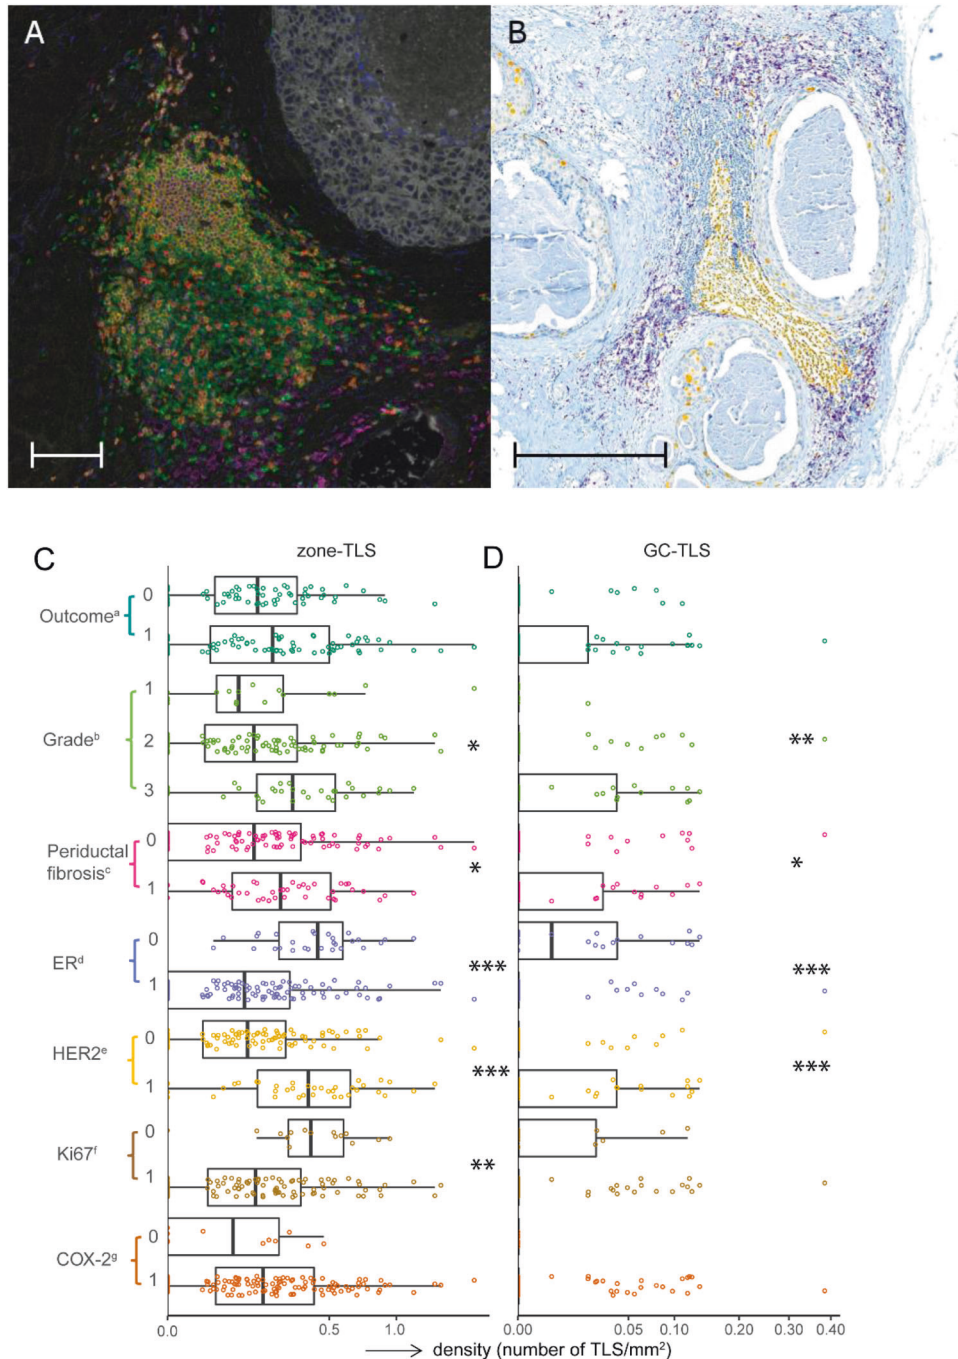 A
B
C
zone-TLS
D
GC-TLS
Outcomeᵃ
0
1
Gradeᵇ
1
2
*
**
3
Periductal
fibrosisᶜ
0
*
*
1
ERᵈ
0
***
***
1
HER2ᵉ
0
***
***
1
Ki67ᶠ
0
**
1
COX-2ᵍ
0
1
0.0 0.5 1.0 0.00 0.05 0.10 0.20 0.30 0.40
density (number of TLS/mm²)